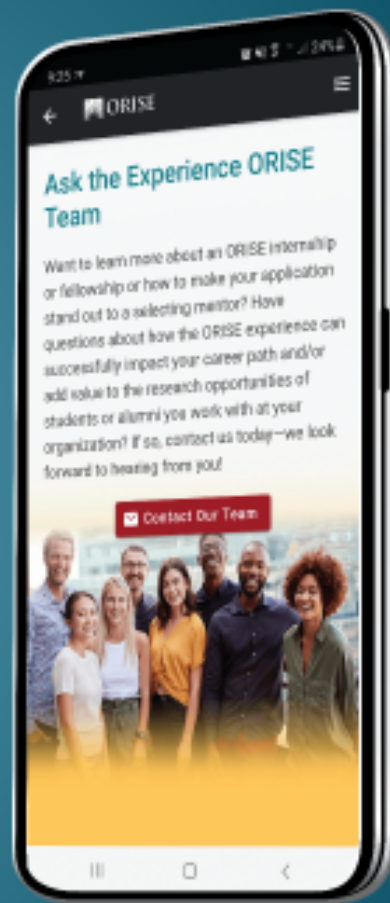 9:25
24%
ORISE
Ask the Experience ORISE
Team
Want to learn more about an ORISE internship
or fellowship or how to make your application
stand out to a selecting mentor? Have
questions about how the ORISE experience can
successfully impact your career path and/or
add value to the research opportunities of
students or alumni you work with at your
organization? If so, contact us today—we look
forward to hearing from you!
Contact Our Team